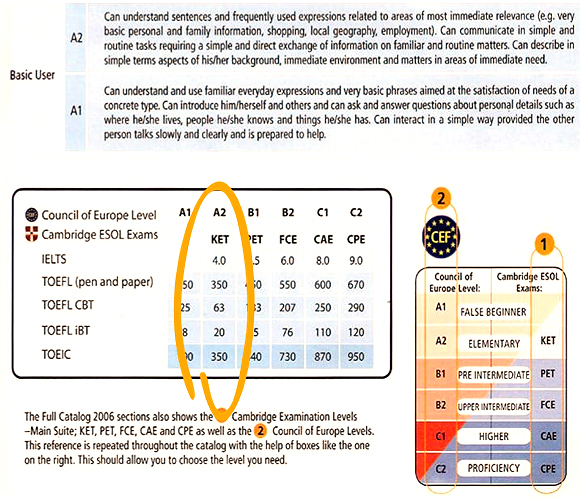 A2
Can understand sentences and frequently used expressions related to areas of most immediate relevance (e.g. very
basic personal and family information, shopping, local geography, employment). Can communicate in simple and
routine tasks requiring a simple and direct exchange of information on familiar and routine matters. Can describe in
simple terms aspects of his/her background, immediate environment and matters in areas of immediate need.
Basic User
A1
Can understand and use familiar everyday expressions and very basic phrases aimed at the satisfaction of needs of a
concrete type. Can introduce him/herself and others and can ask and answer questions about personal details such as
where he/she lives, people he/she knows and things he/she has. Can interact in a simple way provided the other
person talks slowly and clearly and is prepared to help.
CEF Council of Europe Level A1 A2 B1 B2 C1 C2
Cambridge ESOL Exams KET PET FCE CAE CPE
IELTS 4.0 .5 6.0 8.0 9.0
TOEFL (pen and paper) 50 350 550 600 670
TOEFL CBT 25 63 207 250 290
TOEFL iBT 8 20 5 76 110 120
TOEIC 350 40 730 870 950
The Full Catalog 2006 sections also shows the Cambridge Examination Levels
–Main Suite; KET, PET, FCE, CAE and CPE as well as the 2 Council of Europe Levels.
This reference is repeated throughout the catalog with the help of boxes like the one
on the right. This should allow you to choose the level you need.
2
CEF
1
Council of Cambridge ESOL
Europe Level: Exams:
A1 FALSE BEGINNER
A2 ELEMENTARY KET
B1 PRE INTERMEDIATE PET
B2 UPPER INTERMEDIATE FCE
C1 HIGHER CAE
C2 PROFICIENCY CPE